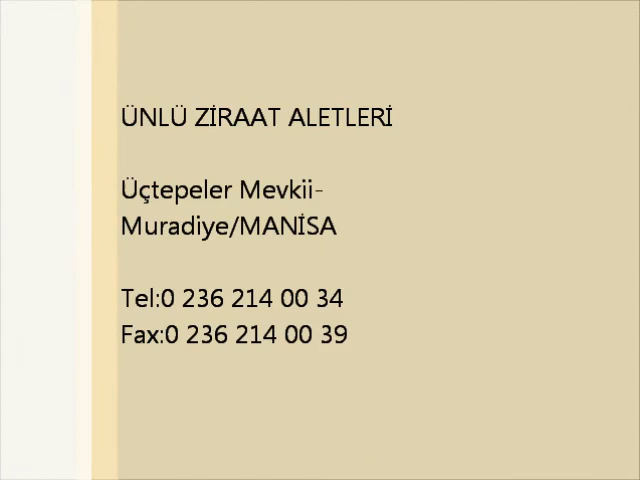 ÜNLÜ ZİRAAT ALETLERİ
Üçtepeler Mevkii-
Muradiye/MANİSA
Tel:0 236 214 00 34
Fax:0 236 214 00 39